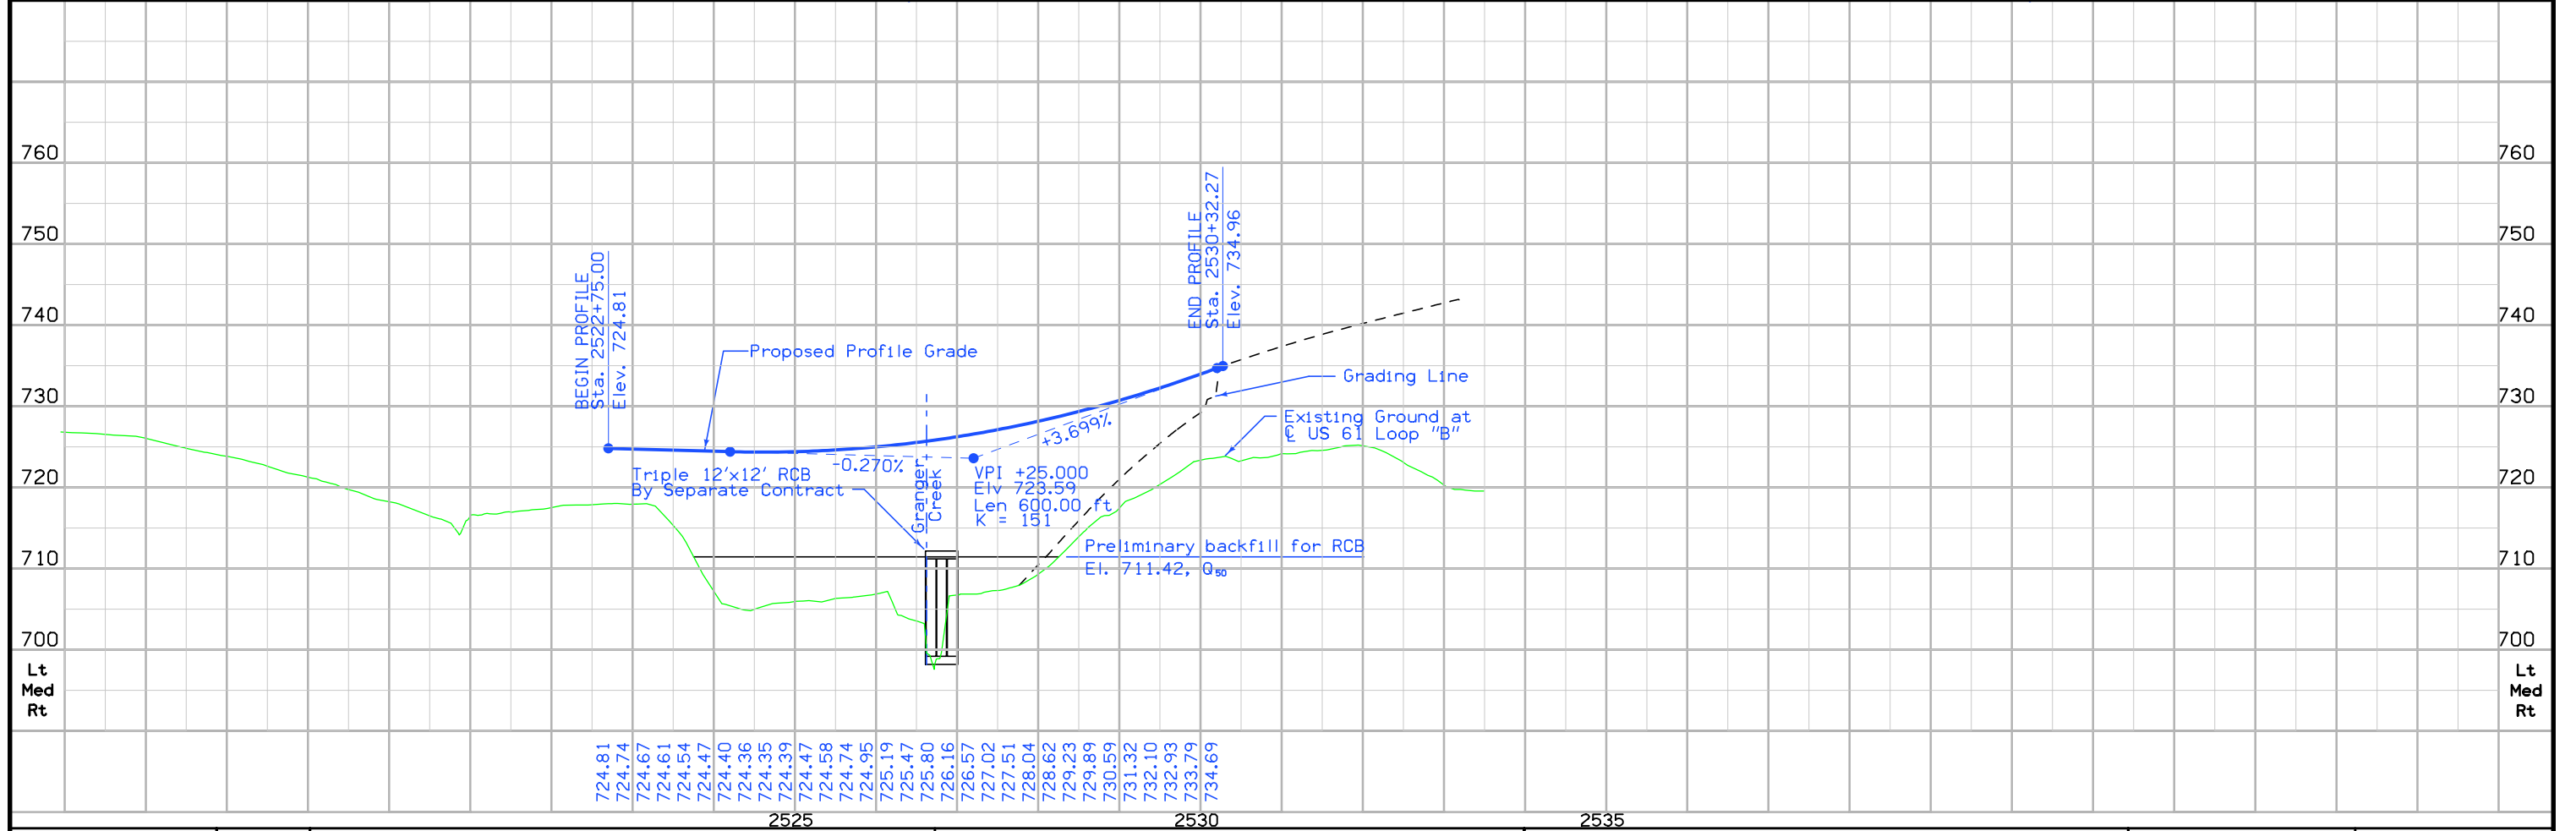 760
760
750
750
740
740
730
730
720
720
710
710
700
700
Lt
Med
Rt
Lt
Med
Rt
BEGIN PROFILE
Sta. 2522+75.00
Elev. 724.81
END PROFILE
Sta. 2530+32.27
Elev. 734.96
Proposed Profile Grade
Grading Line
Existing Ground at
℄ US 61 Loop "B"
+3.699%
-0.270%
Triple 12'x12' RCB
By Separate Contract
Granger
Creek
VPI +25.000
Elv 723.59
Len 600.00 ft
K = 151
Preliminary backfill for RCB
El. 711.42, Q50
724.81
724.74
724.67
724.61
724.54
724.47
724.40
724.36
724.35
724.39
724.47
724.58
724.74
724.95
725.19
725.47
725.80
726.16
726.57
727.02
727.51
728.04
728.62
729.23
729.89
730.59
731.32
732.10
732.93
733.79
734.69
2525
2530
2535